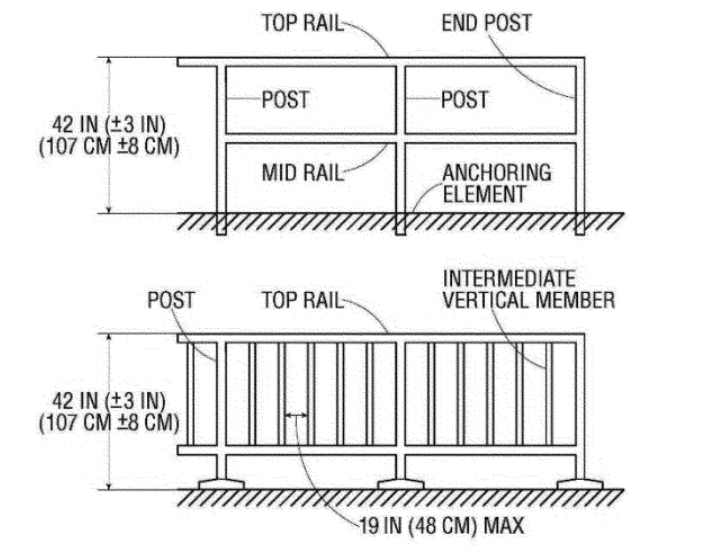 TOP RAIL
END POST
POST
POST
42 IN (±3 IN)
(107 CM ±8 CM)
MID RAIL
ANCHORING
ELEMENT
INTERMEDIATE
VERTICAL MEMBER
POST
TOP RAIL
42 IN (±3 IN)
(107 CM ±8 CM)
19 IN (48 CM) MAX